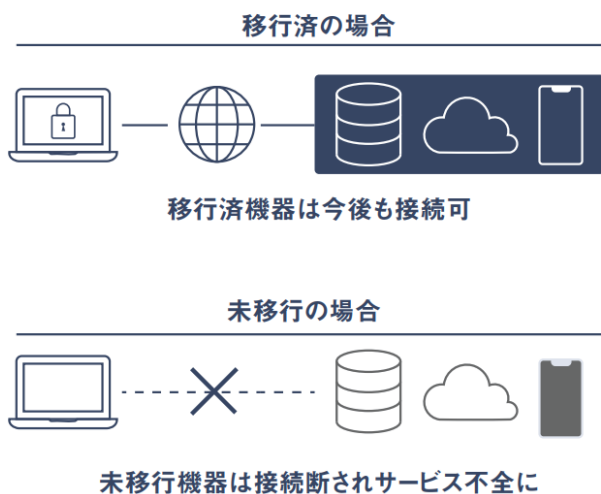 移行済の場合
移行済機器は今後も接続可
未移行の場合
未移行機器は接続断されサービス不全に